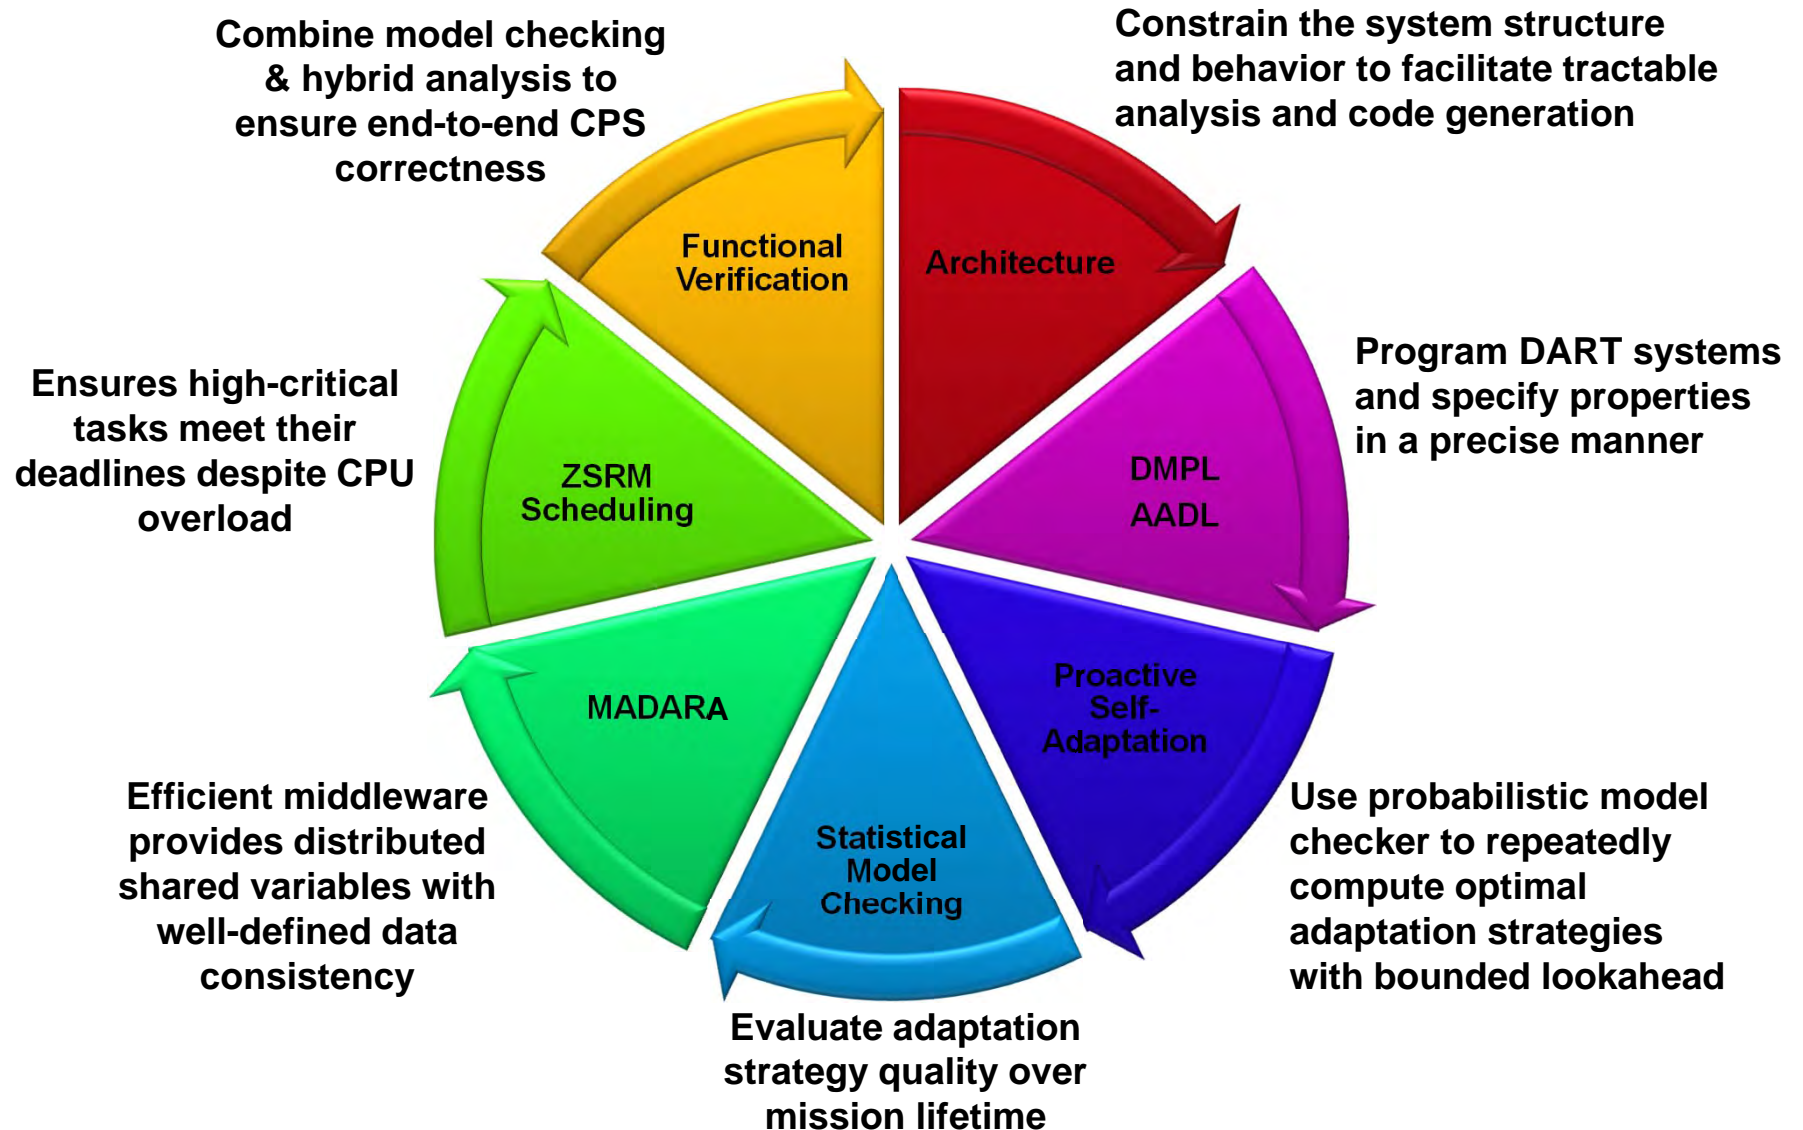 Combine model checking
& hybrid analysis to
ensure end-to-end CPS
correctness
Constrain the system structure
and behavior to facilitate tractable
analysis and code generation
Functional
Verification
Architecture
Ensures high-critical
tasks meet their
deadlines despite CPU
overload
ZSRM
Scheduling
DMPL
AADL
Program DART systems
and specify properties
in a precise manner
MADARA
Proactive
Self-
Adaptation
Efficient middleware
provides distributed
shared variables with
well-defined data
consistency
Statistical
Model
Checking
Use probabilistic model
checker to repeatedly
compute optimal
adaptation strategies
with bounded lookahead
Evaluate adaptation
strategy quality over
mission lifetime